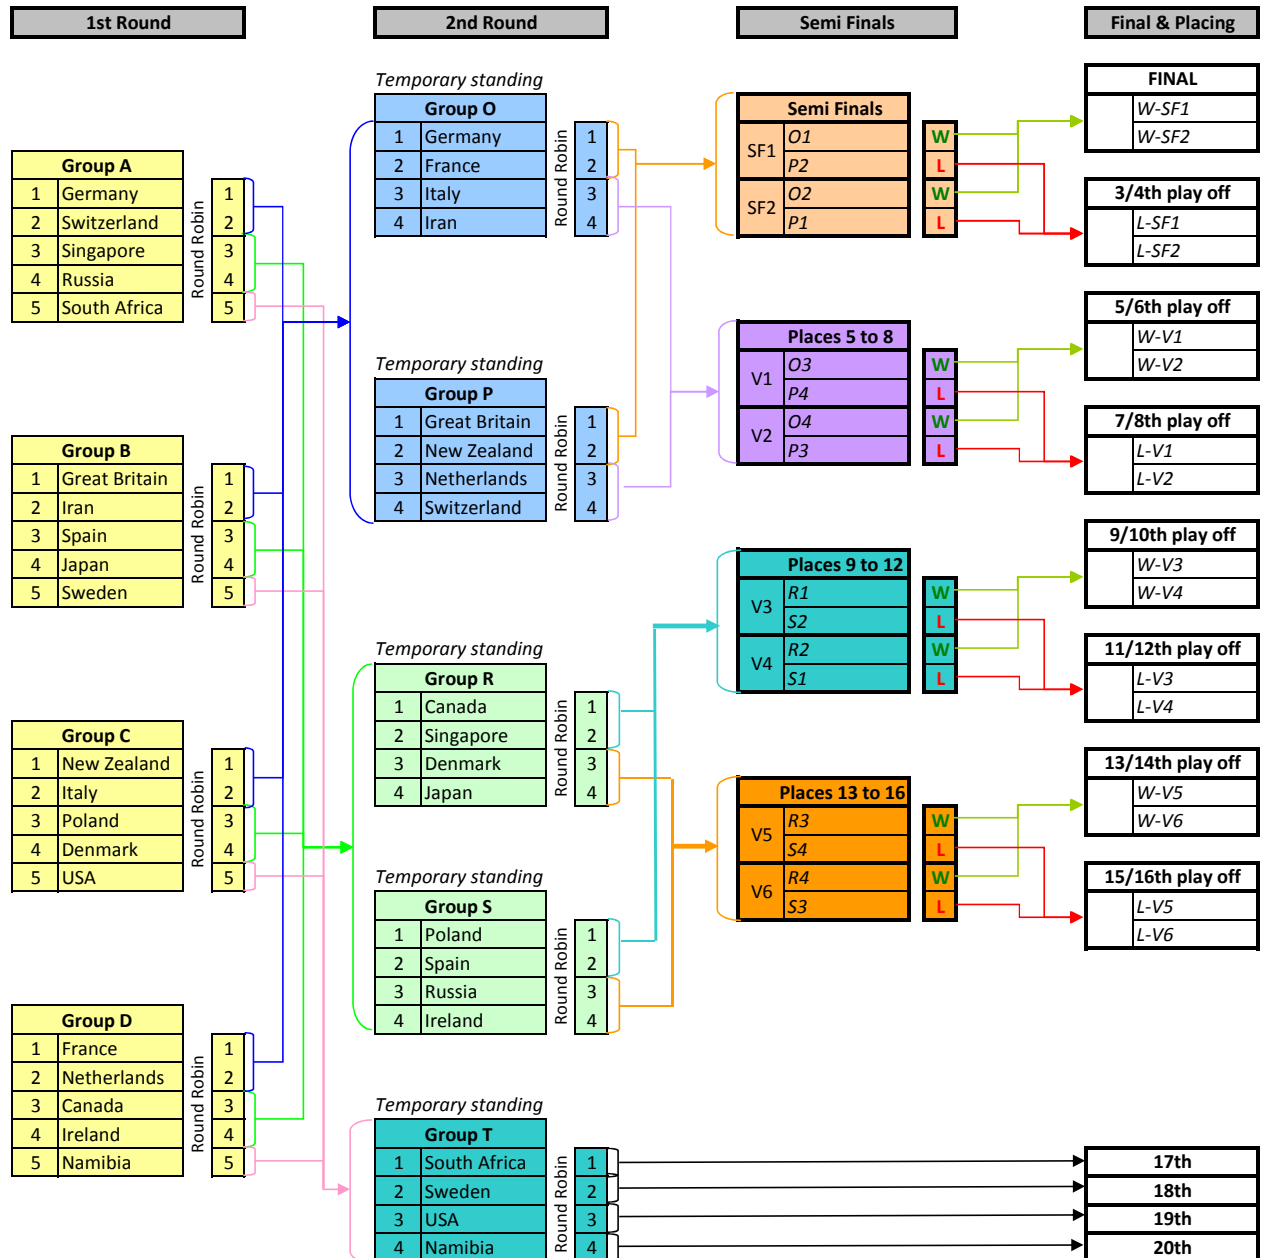 1st Round
2nd Round
Semi Finals
Final & Placing
Group A
1 Germany
2 Switzerland
3 Singapore
4 Russia
5 South Africa
Round Robin
1
2
3
4
5
Group B
1 Great Britain
2 Iran
3 Spain
4 Japan
5 Sweden
Round Robin
1
2
3
4
5
Group C
1 New Zealand
2 Italy
3 Poland
4 Denmark
5 USA
Round Robin
1
2
3
4
5
Group D
1 France
2 Netherlands
3 Canada
4 Ireland
5 Namibia
Round Robin
1
2
3
4
5
Temporary standing
Group O
1 Germany
2 France
3 Italy
4 Iran
Round Robin
1
2
3
4
Temporary standing
Group P
1 Great Britain
2 New Zealand
3 Netherlands
4 Switzerland
Round Robin
1
2
3
4
Temporary standing
Group R
1 Canada
2 Singapore
3 Denmark
4 Japan
Round Robin
1
2
3
4
Temporary standing
Group S
1 Poland
2 Spain
3 Russia
4 Ireland
Round Robin
1
2
3
4
Temporary standing
Group T
1 South Africa
2 Sweden
3 USA
4 Namibia
Round Robin
1
2
3
4
Semi Finals
SF1
O1 W
P2 L
SF2
O2 W
P1 L
Places 5 to 8
V1
O3 W
P4 L
V2
O4 W
P3 L
Places 9 to 12
V3
R1 W
S2 L
V4
R2 W
S1 L
Places 13 to 16
V5
R3 W
S4 L
V6
R4 W
S3 L
FINAL
W-SF1
W-SF2
3/4th play off
L-SF1
L-SF2
5/6th play off
W-V1
W-V2
7/8th play off
L-V1
L-V2
9/10th play off
W-V3
W-V4
11/12th play off
L-V3
L-V4
13/14th play off
W-V5
W-V6
15/16th play off
L-V5
L-V6
17th
18th
19th
20th